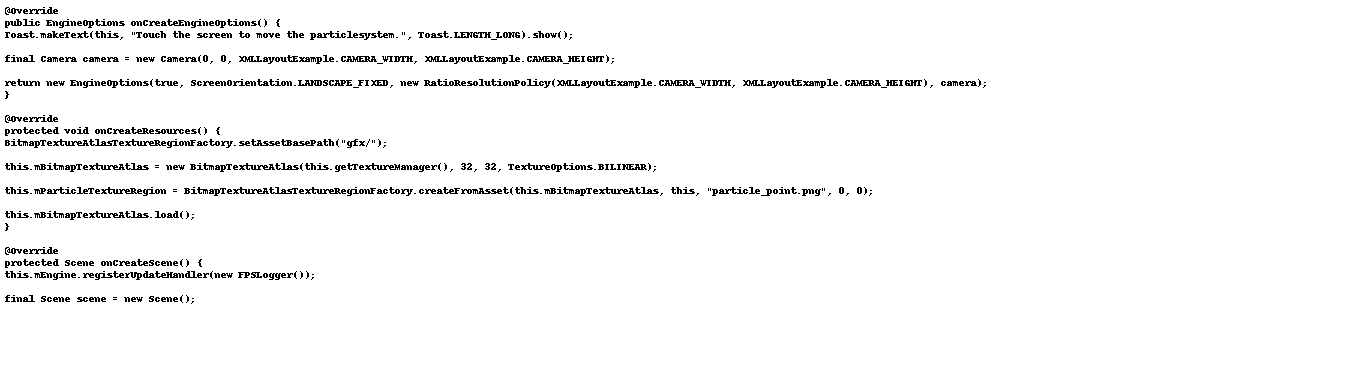 @Override
public EngineOptions onCreateEngineOptions() {
Toast.makeText(this, "Touch the screen to move the particlesystem.", Toast.LENGTH_LONG).show();
final Camera camera = new Camera(0, 0, XMLLayoutExample.CAMERA_WIDTH, XMLLayoutExample.CAMERA_HEIGHT);
return new EngineOptions(true, ScreenOrientation.LANDSCAPE_FIXED, new RatioResolutionPolicy(XMLLayoutExample.CAMERA_WIDTH, XMLLayoutExample.CAMERA_HEIGHT), camera);
}
@Override
protected void onCreateResources() {
BitmapTextureAtlasTextureRegionFactory.setAssetBasePath("gfx/");
this.mBitmapTextureAtlas = new BitmapTextureAtlas(this.getTextureManager(), 32, 32, TextureOptions.BILINEAR);
this.mParticleTextureRegion = BitmapTextureAtlasTextureRegionFactory.createFromAsset(this.mBitmapTextureAtlas, this, "particle_point.png", 0, 0);
this.mBitmapTextureAtlas.load();
}
@Override
protected Scene onCreateScene() {
this.mEngine.registerUpdateHandler(new FPSLogger());
final Scene scene = new Scene();